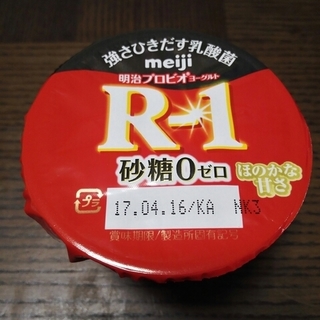 強さひきだす乳酸菌
meiji
明治プロビオヨーグルト
R-1
砂糖0ゼロ
ほのかな
甘さ
17.04.16/KA NK3
プラ
賞味期限/製造所固有記号